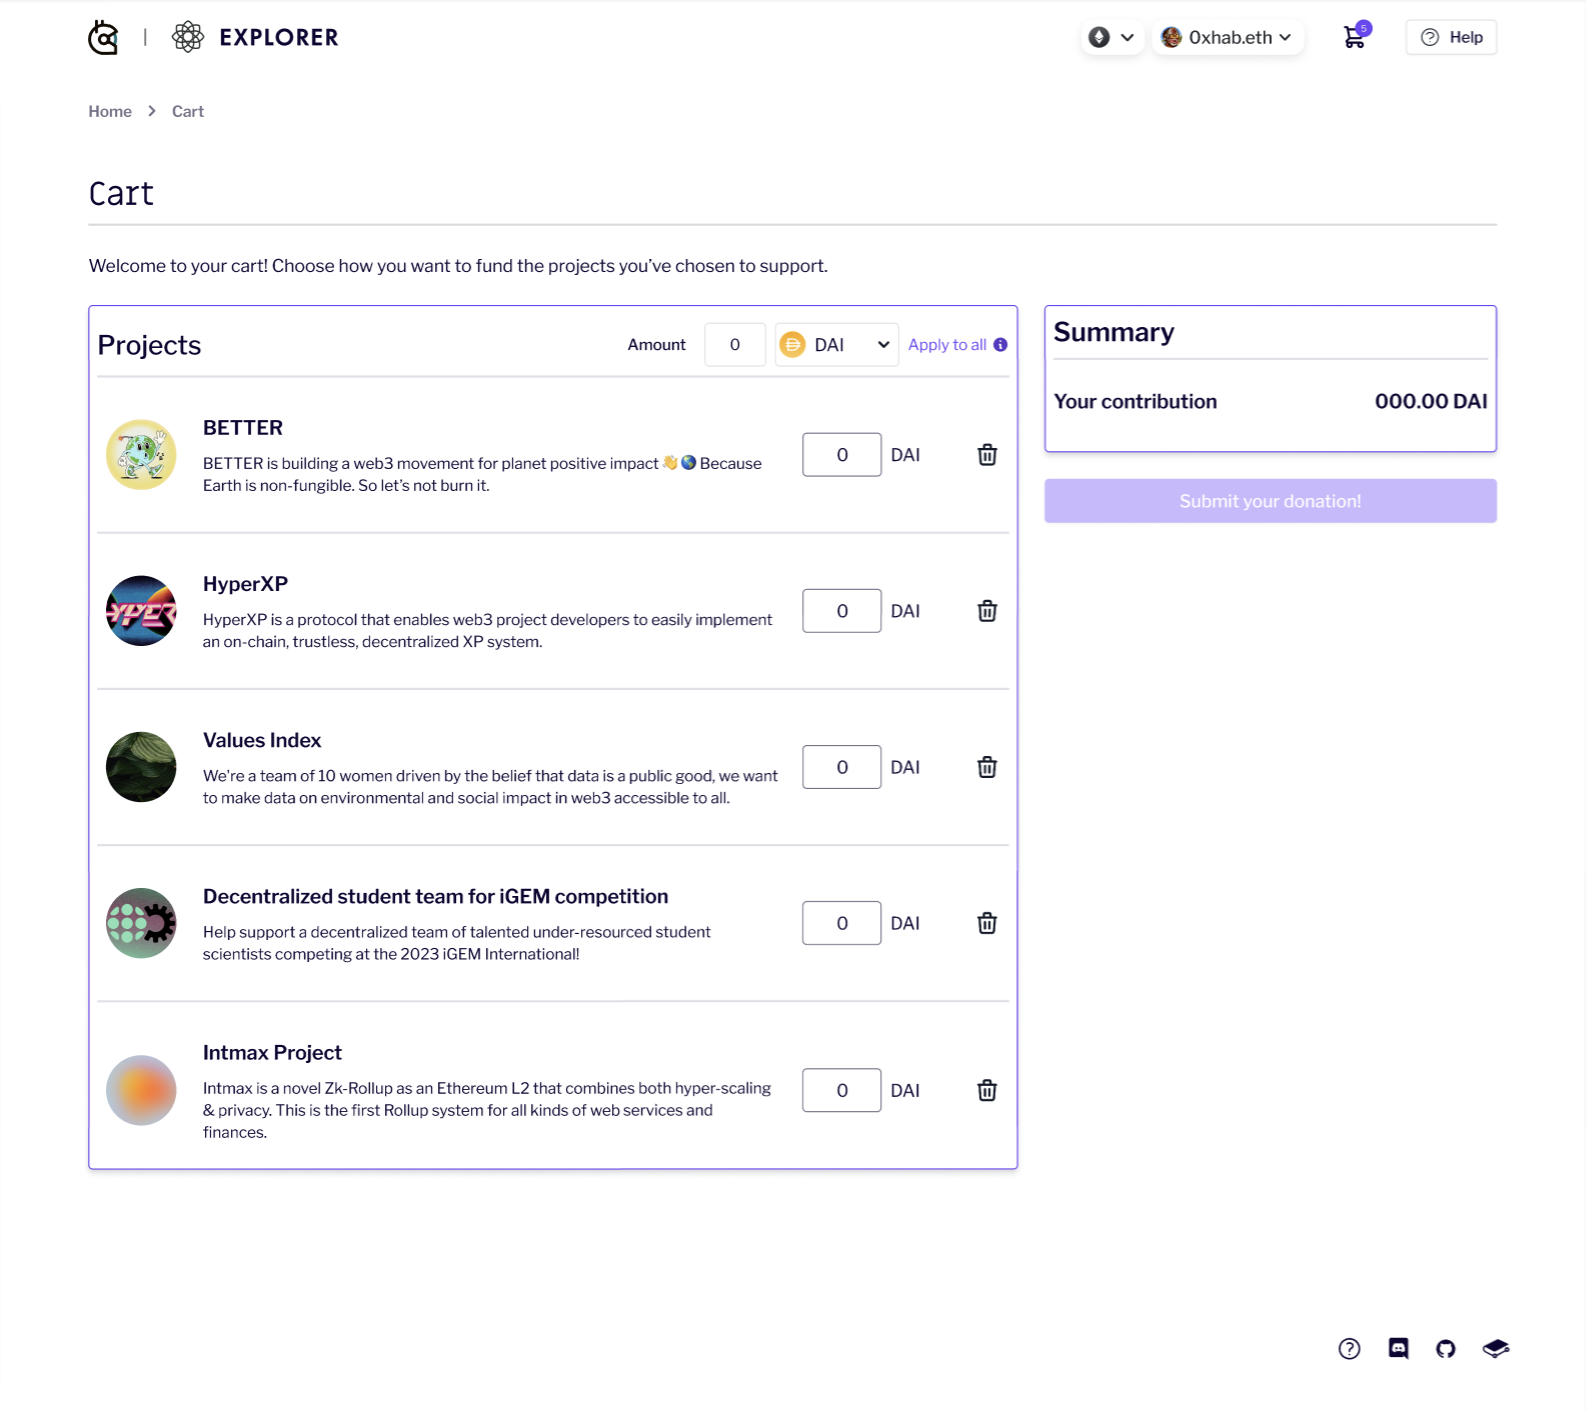 EXPLORER
0xhab.eth
5
Help
Home
Cart
Cart
Welcome to your cart! Choose how you want to fund the projects you’ve chosen to support.
Projects
Amount
0
DAI
Apply to all
BETTER
BETTER is building a web3 movement for planet positive impact 👋🌎 Because
Earth is non-fungible. So let’s not burn it.
0
DAI
HYPER
HyperXP
HyperXP is a protocol that enables web3 project developers to easily implement
an on-chain, trustless, decentralized XP system.
0
DAI
Values Index
We're a team of 10 women driven by the belief that data is a public good, we want
to make data on environmental and social impact in web3 accessible to all.
0
DAI
Decentralized student team for iGEM competition
Help support a decentralized team of talented under-resourced student
scientists competing at the 2023 iGEM International!
0
DAI
Intmax Project
Intmax is a novel Zk-Rollup as an Ethereum L2 that combines both hyper-scaling
& privacy. This is the first Rollup system for all kinds of web services and
finances.
0
DAI
Summary
Your contribution
000.00 DAI
Submit your donation!